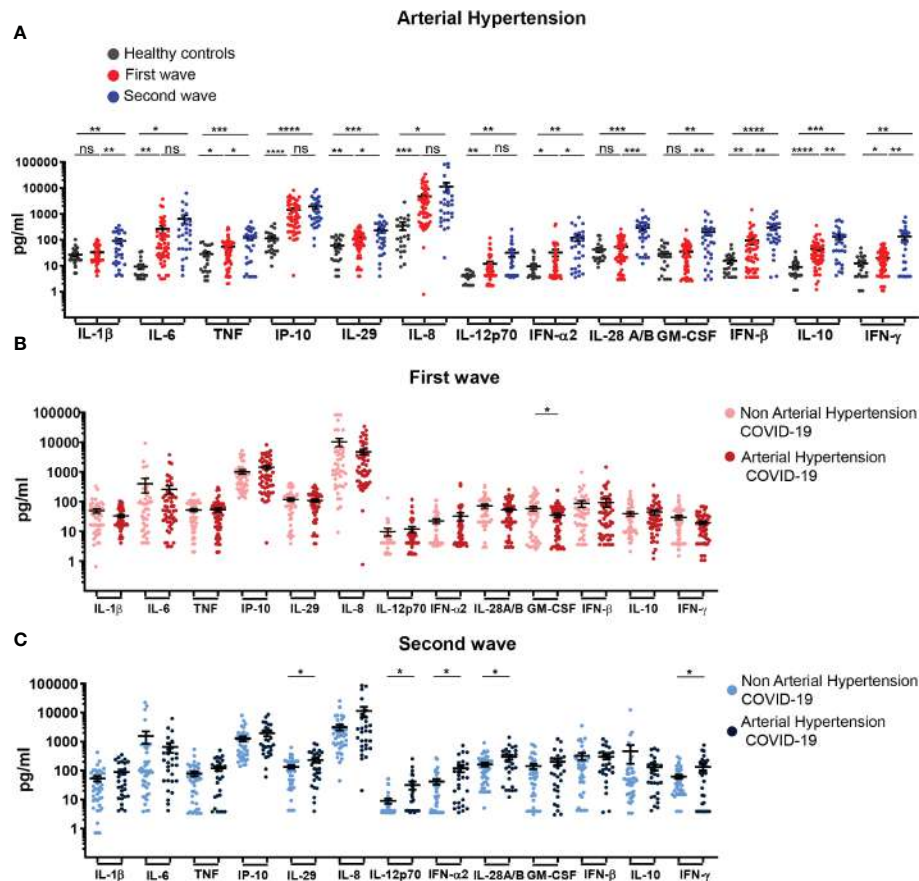 Arterial Hypertension
A
Healthy controls
First wave
Second wave
** * *** **** *** * ** ** *** ** **** *** **
ns ** ** ns * * **** ns ** * *** ns ** ns * * ns *** ns ** ** ** **** ** * **
pg/ml
100000
10000
1000
100
10
1
IL-1β IL-6 TNF IP-10 IL-29 IL-8 IL-12p70 IFN-α2 IL-28 A/B GM-CSF IFN-β IL-10 IFN-γ
B
First wave
*
Non Arterial Hypertension
COVID-19
Arterial Hypertension
COVID-19
pg/ml
100000
10000
1000
100
10
1
IL-1β IL-6 TNF IP-10 IL-29 IL-8 IL-12p70 IFN-α2 IL-28A/B GM-CSF IFN-β IL-10 IFN-γ
C
Second wave
* * * * *
Non Arterial Hypertension
COVID-19
Arterial Hypertension
COVID-19
pg/ml
100000
10000
1000
100
10
1
IL-1β IL-6 TNF IP-10 IL-29 IL-8 IL-12p70 IFN-α2 IL-28A/B GM-CSF IFN-β IL-10 IFN-γ